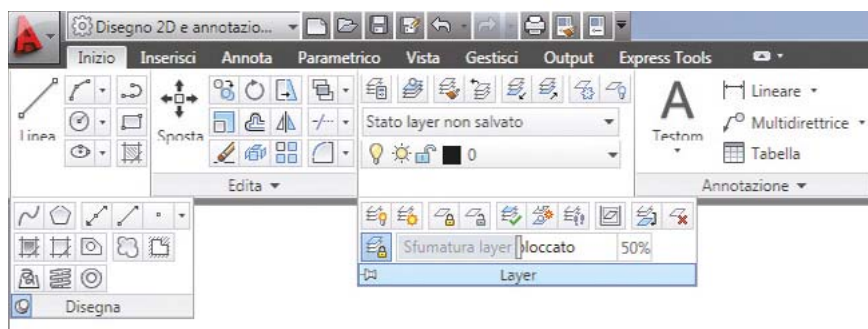 Disegno 2D e annotazio...
Inizio Inserisci Annota Parametrico Vista Gestisci Output Express Tools
Linea
Sposta
Edita
Stato layer non salvato
0
Testom
Lineare
Multidirettrice
Tabella
Annotazione
Disegna
Sfumatura layer bloccato 50%
Layer